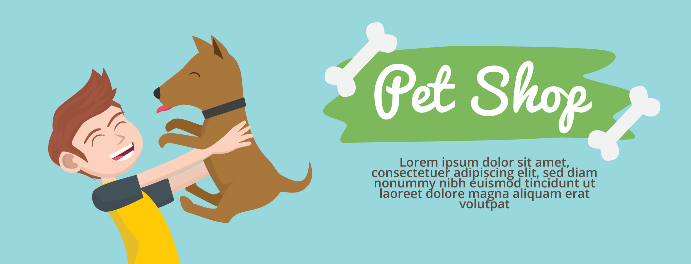 Pet Shop
Lorem ipsum dolor sit amet,
consectetuer adipiscing elit, sed diam
nonummy nibh euismod tincidunt ut
laoreet dolore magna aliquam erat
volutpat